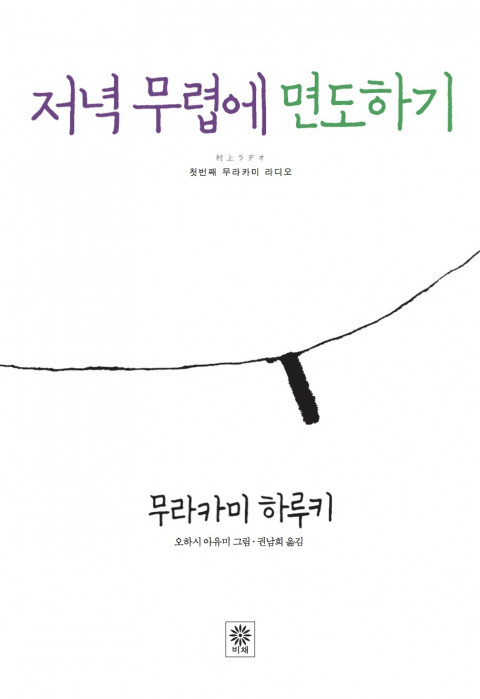 저녁 무렵에 면도하기
村上ラヂオ
첫번째 무라카미 라디오
무라카미 하루키
오하시 아유미 그림·권남희 옮김
비채